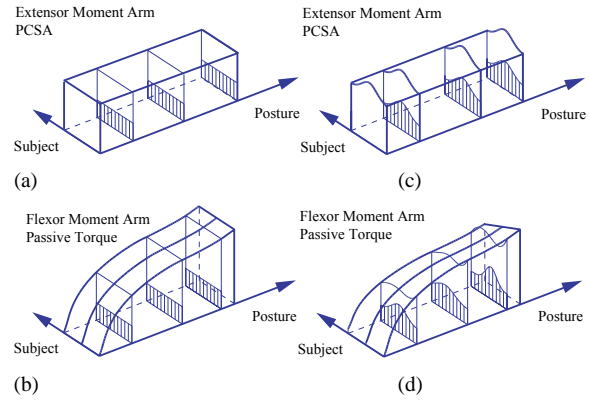 Extensor Moment Arm
PCSA
Posture
Subject
(a)
Extensor Moment Arm
PCSA
Posture
Subject
(c)
Flexor Moment Arm
Passive Torque
Posture
Subject
(b)
Flexor Moment Arm
Passive Torque
Posture
Subject
(d)